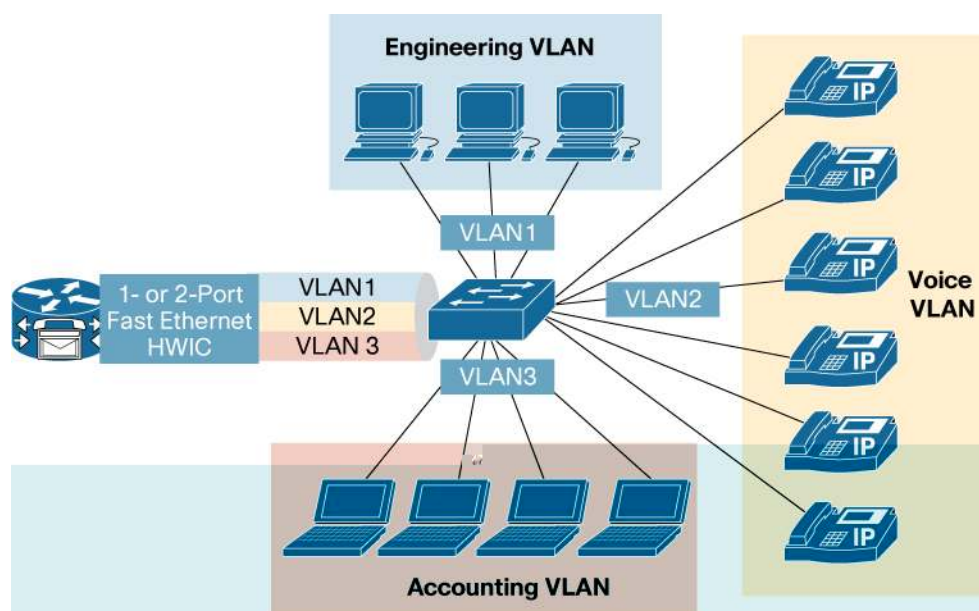 Engineering VLAN
IP
IP
VLAN1
1- or 2-Port
Fast Ethernet
HWIC
VLAN1
VLAN2
VLAN 3
VLAN2
IP
Voice
VLAN
VLAN3
IP
IP
IP
Accounting VLAN